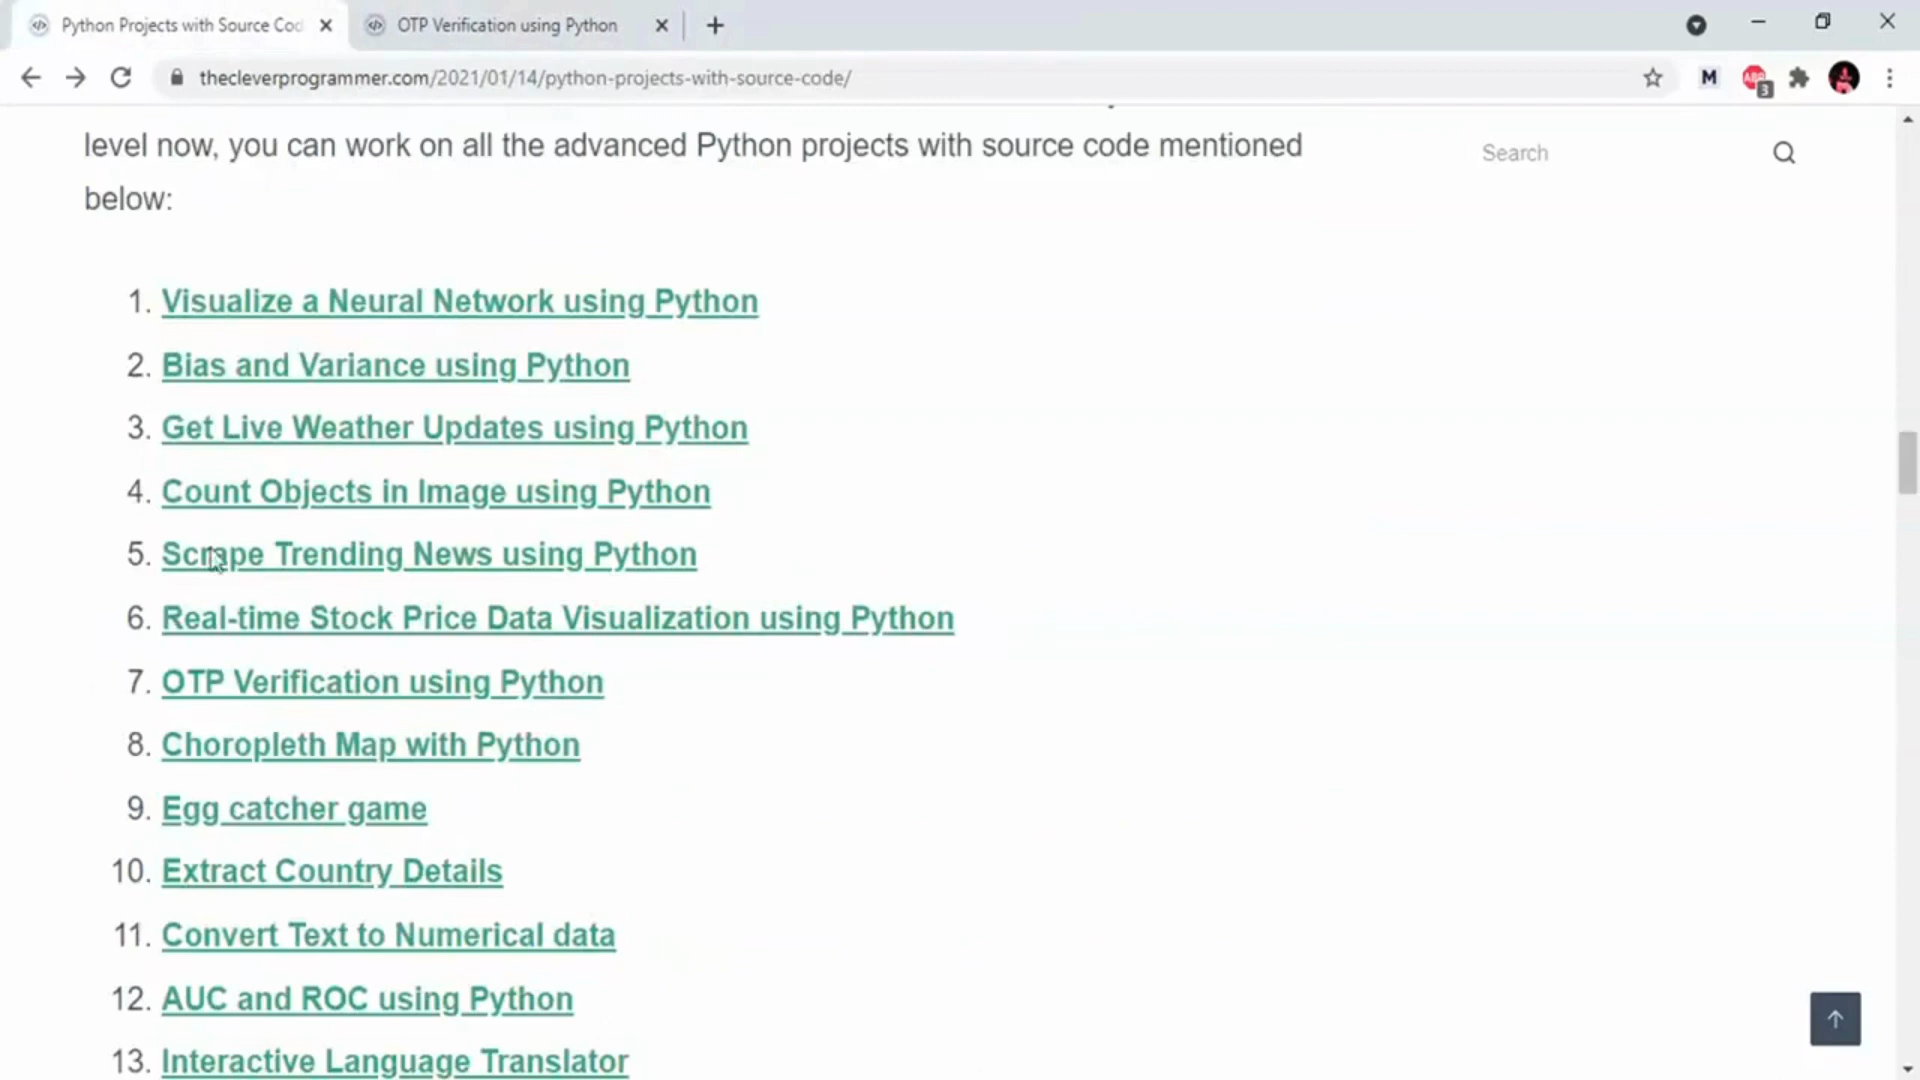 Python Projects with Source Cod
OTP Verification using Python
thecleverprogrammer.com/2021/01/14/python-projects-with-source-code/
M
ABP
3
level now, you can work on all the advanced Python projects with source code mentioned
below:
Search
1. Visualize a Neural Network using Python
2. Bias and Variance using Python
3. Get Live Weather Updates using Python
4. Count Objects in Image using Python
5. Scrape Trending News using Python
6. Real-time Stock Price Data Visualization using Python
7. OTP Verification using Python
8. Choropleth Map with Python
9. Egg catcher game
10. Extract Country Details
11. Convert Text to Numerical data
12. AUC and ROC using Python
13. Interactive Language Translator